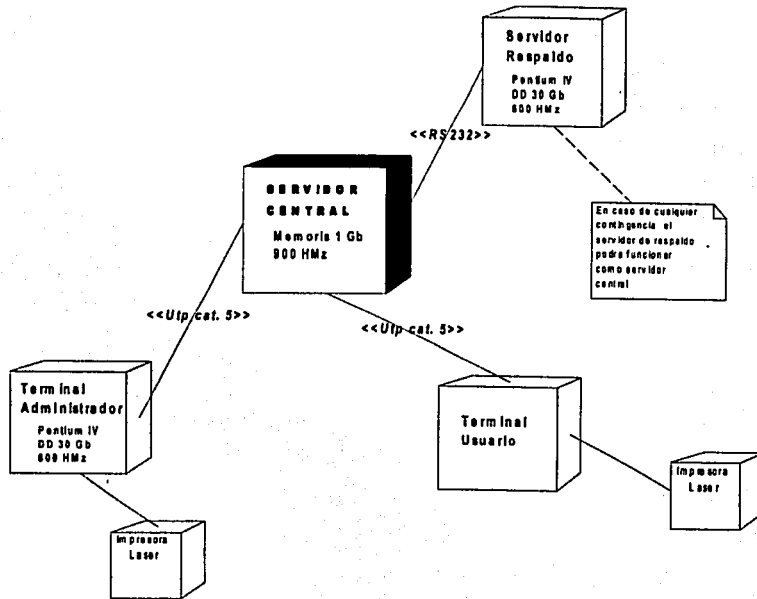 Servidor
Respaldo
Pentium IV
DD 30 Gb
600 HMz
<<RS232>>
SERVIDOR
CENTRAL
Memoria 1 Gb
900 HMz
En caso de cualquier
contingencia el
servidor de respaldo
podra funcionar
como servidor
central
<<Utp cat. 5>>
<<Utp cat. 5>>
Terminal
Administrador
Pentium IV
DD 30 Gb
600 HMz
Terminal
Usuario
Impresora
Laser
Impresora
Laser